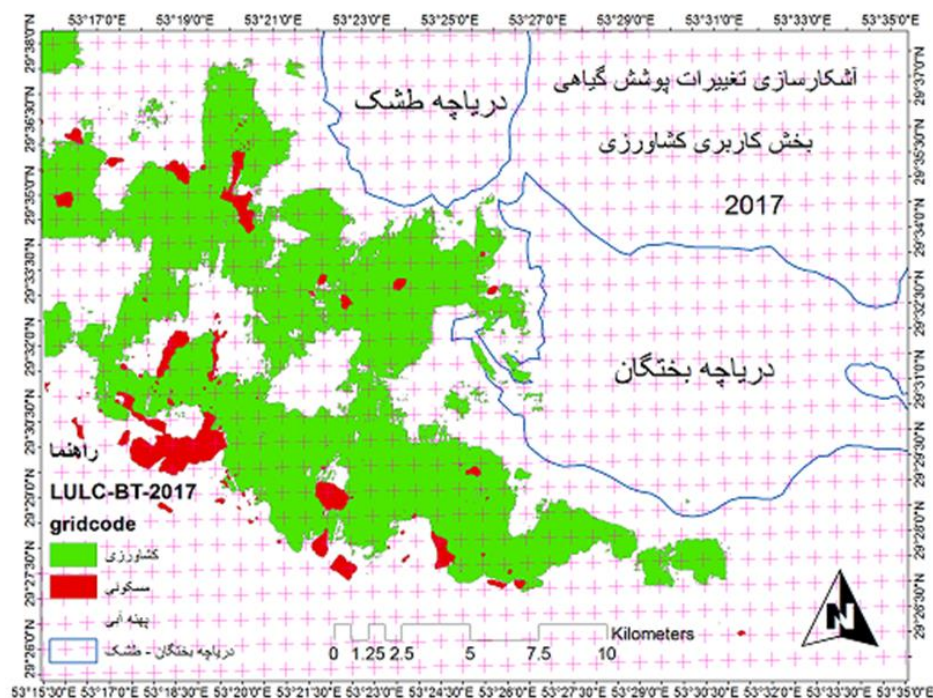 53°15'0"E 53°17'0"E 53°19'0"E 53°21'0"E 53°23'0"E 53°25'0"E 53°27'0"E 53°29'0"E 53°31'0"E 53°33'0"E 53°35'0"E
29°38'0"N
29°36'30"N
29°35'0"N
29°33'30"N
29°32'0"N
29°30'30"N
29°29'0"N
29°27'30"N
29°26'0"N
29°37'0"N
29°35'30"N
29°34'0"N
29°32'30"N
29°31'0"N
29°29'30"N
29°28'0"N
29°26'30"N
آشکارسازی تغییرات پوشش گیاهی
بخش کاربری کشاورزی
2017
دریاچه طشک
دریاچه بختگان
راهنما
LULC-BT-2017
gridcode
کشاورزی
مسکونی
پهنه آبی
دریاچه بختگان - طشک
Kilometers
0 1.25 2.5 5 7.5 10
N
53°15'30"E 53°17'0"E 53°18'30"E 53°20'0"E 53°21'30"E 53°23'0"E 53°24'30"E 53°26'0"E 53°27'30"E 53°29'0"E 53°30'30"E 53°32'0"E 53°33'30"E